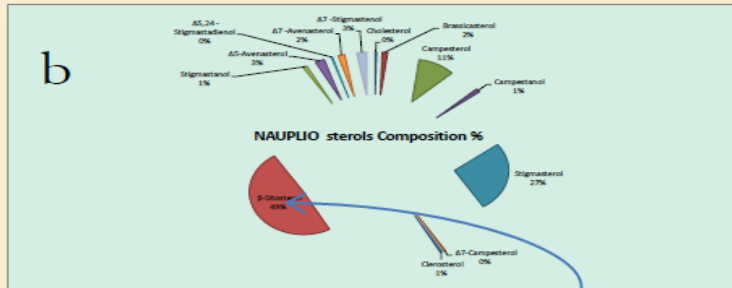 b
Δ5,24 -
Stigmastadienol
0%
Δ7 -Avenasterol
2%
Δ7 -Stigmastenol
3%
Cholesterol
0%
Brassicasterol
2%
Δ5-Avenasterol
3%
Campesterol
11%
Stigmastanol
1%
Campestanol
1%
NAUPLIO sterols Composition %
Stigmasterol
27%
β-Sitosterol
49%
Δ7-Campesterol
0%
Clerosterol
1%